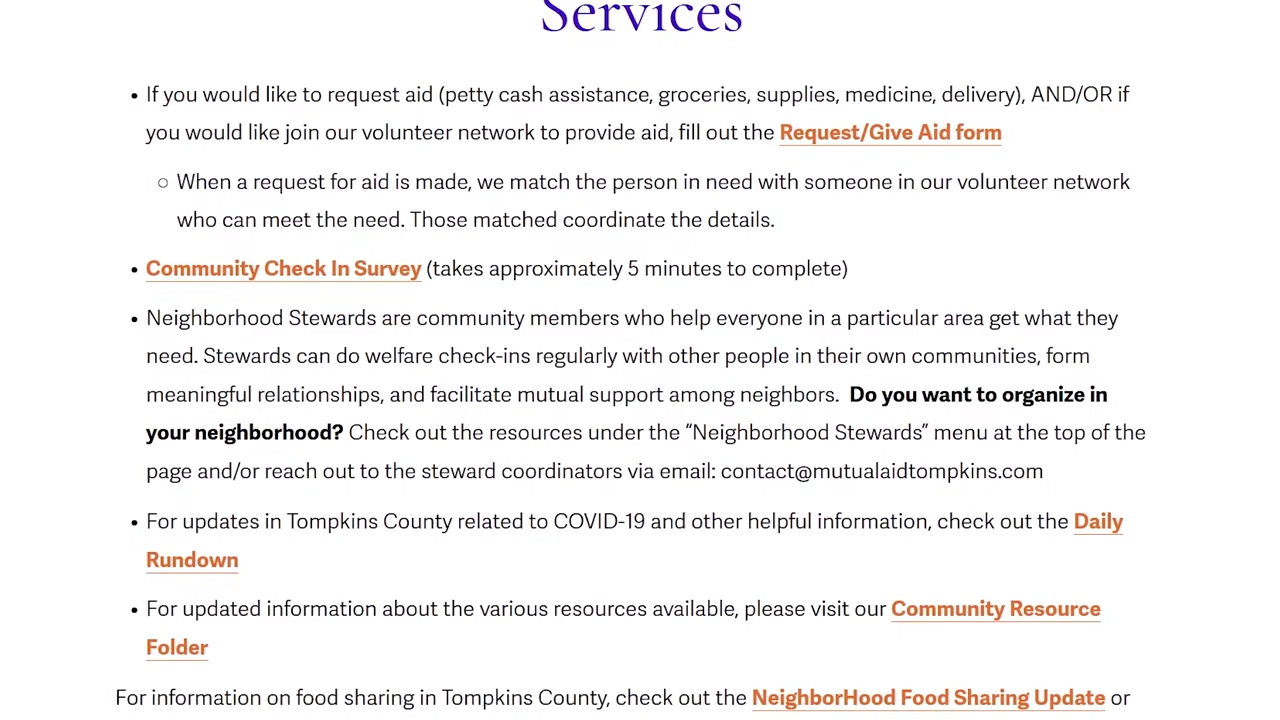 Services
• If you would like to request aid (petty cash assistance, groceries, supplies, medicine, delivery), AND/OR if
you would like join our volunteer network to provide aid, fill out the Request/Give Aid form
○ When a request for aid is made, we match the person in need with someone in our volunteer network
who can meet the need. Those matched coordinate the details.
• Community Check In Survey (takes approximately 5 minutes to complete)
• Neighborhood Stewards are community members who help everyone in a particular area get what they
need. Stewards can do welfare check-ins regularly with other people in their own communities, form
meaningful relationships, and facilitate mutual support among neighbors.  Do you want to organize in
your neighborhood? Check out the resources under the “Neighborhood Stewards” menu at the top of the
page and/or reach out to the steward coordinators via email: contact@mutualaidtompkins.com
• For updates in Tompkins County related to COVID-19 and other helpful information, check out the Daily
Rundown
• For updated information about the various resources available, please visit our Community Resource
Folder
For information on food sharing in Tompkins County, check out the NeighborHood Food Sharing Update or